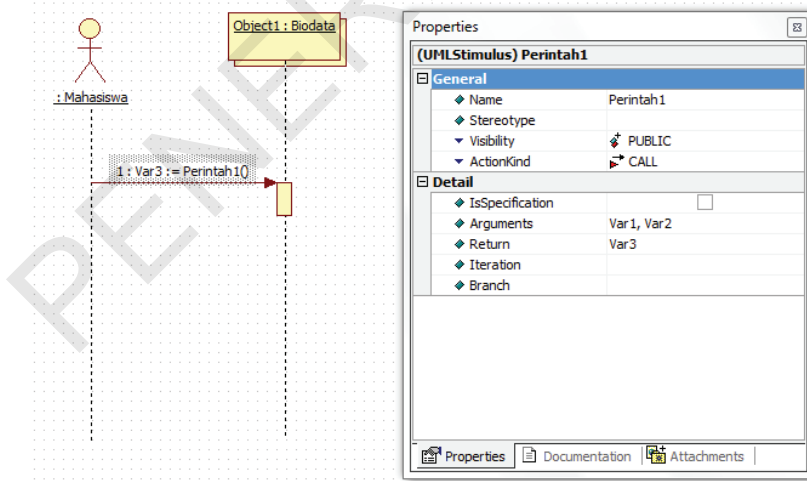 Object1 : Biodata
: Mahasiswa
1 : Var3 := Perintah1()
PENER
Properties
(UMLStimulus) Perintah1
General
Name Perintah1
Stereotype
Visibility PUBLIC
ActionKind CALL
Detail
IsSpecification
Arguments Var1, Var2
Return Var3
Iteration
Branch
Properties Documentation Attachments